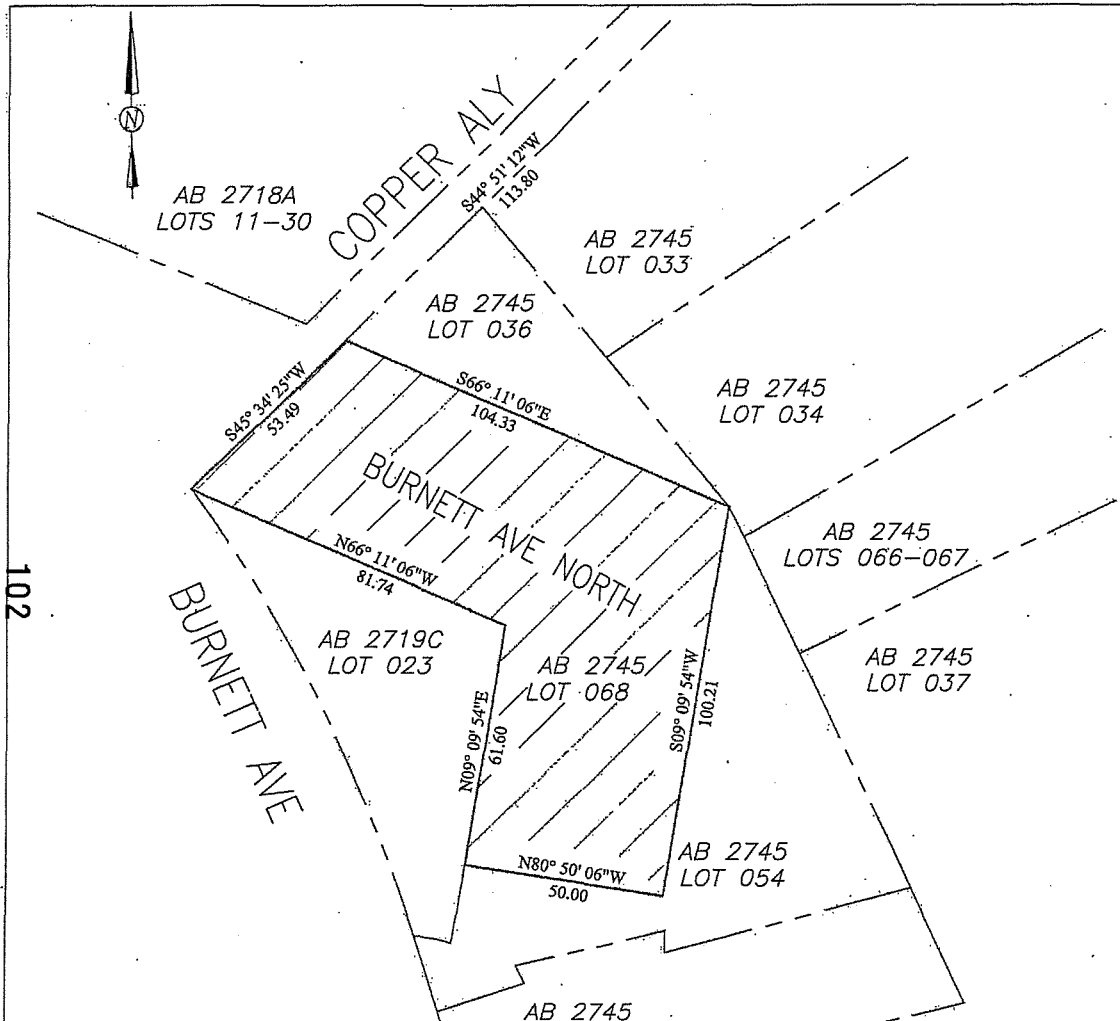 N
COPPER ALY
S44° 51' 12"W
113.80
AB 2718A
LOTS 11-30
AB 2745
LOT 033
AB 2745
LOT 036
AB 2745
LOT 034
S45° 34' 25"W
53.49
S66° 11' 06"E
104.33
BURNETT AVE NORTH
AB 2745
LOTS 066-067
N66° 11' 06"W
81.74
102
BURNETT AVE
AB 2719C
LOT 023
AB 2745
LOT 068
AB 2745
LOT 037
N09° 09' 54"E
61.60
S09° 09' 54"W
100.21
N80° 50' 06"W
50.00
AB 2745
LOT 054
AB 2745